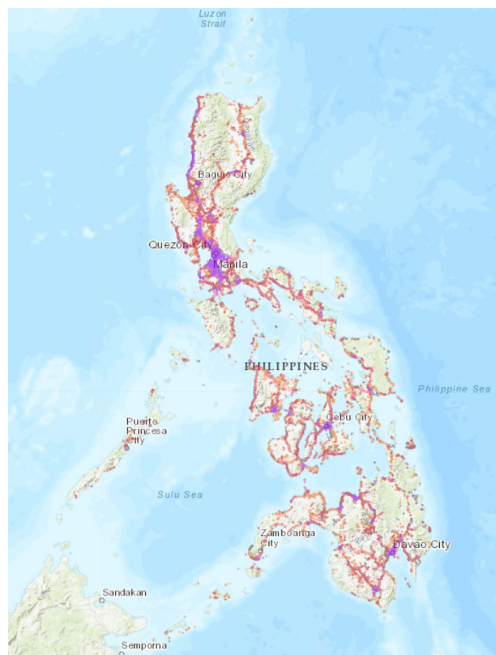 Luzon
Strait
Baguio City
Quezon City
Manila
PHILIPPINES
Philippine Sea
Cebu City
Puerto
Princesa
City
Sulu Sea
Zamboanga
City
Davao City
Sandakan
Semporna